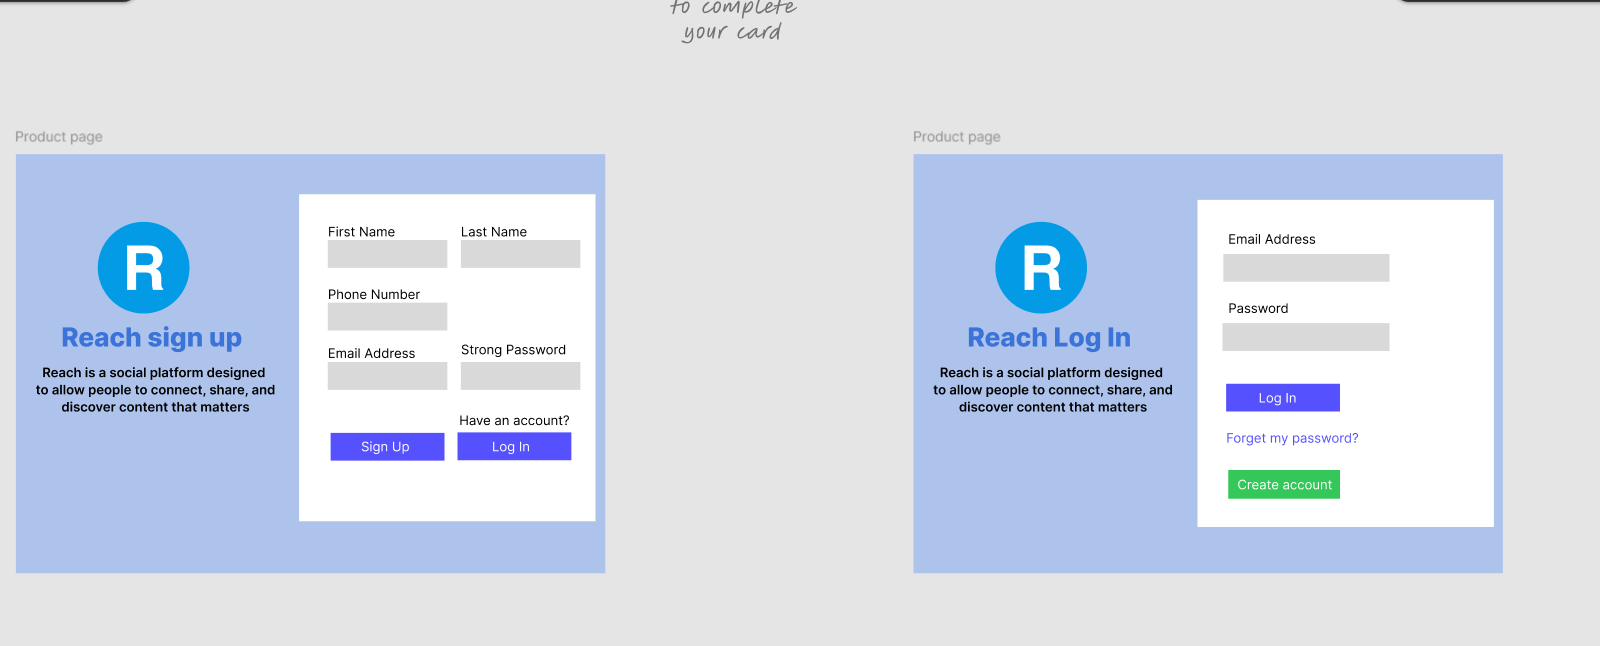 to complete
your card
Product page
R
Reach sign up
Reach is a social platform designed
to allow people to connect, share, and
discover content that matters
First Name
Last Name
Phone Number
Email Address
Strong Password
Have an account?
Sign Up
Log In
Product page
R
Reach Log In
Reach is a social platform designed
to allow people to connect, share, and
discover content that matters
Email Address
Password
Log In
Forget my password?
Create account